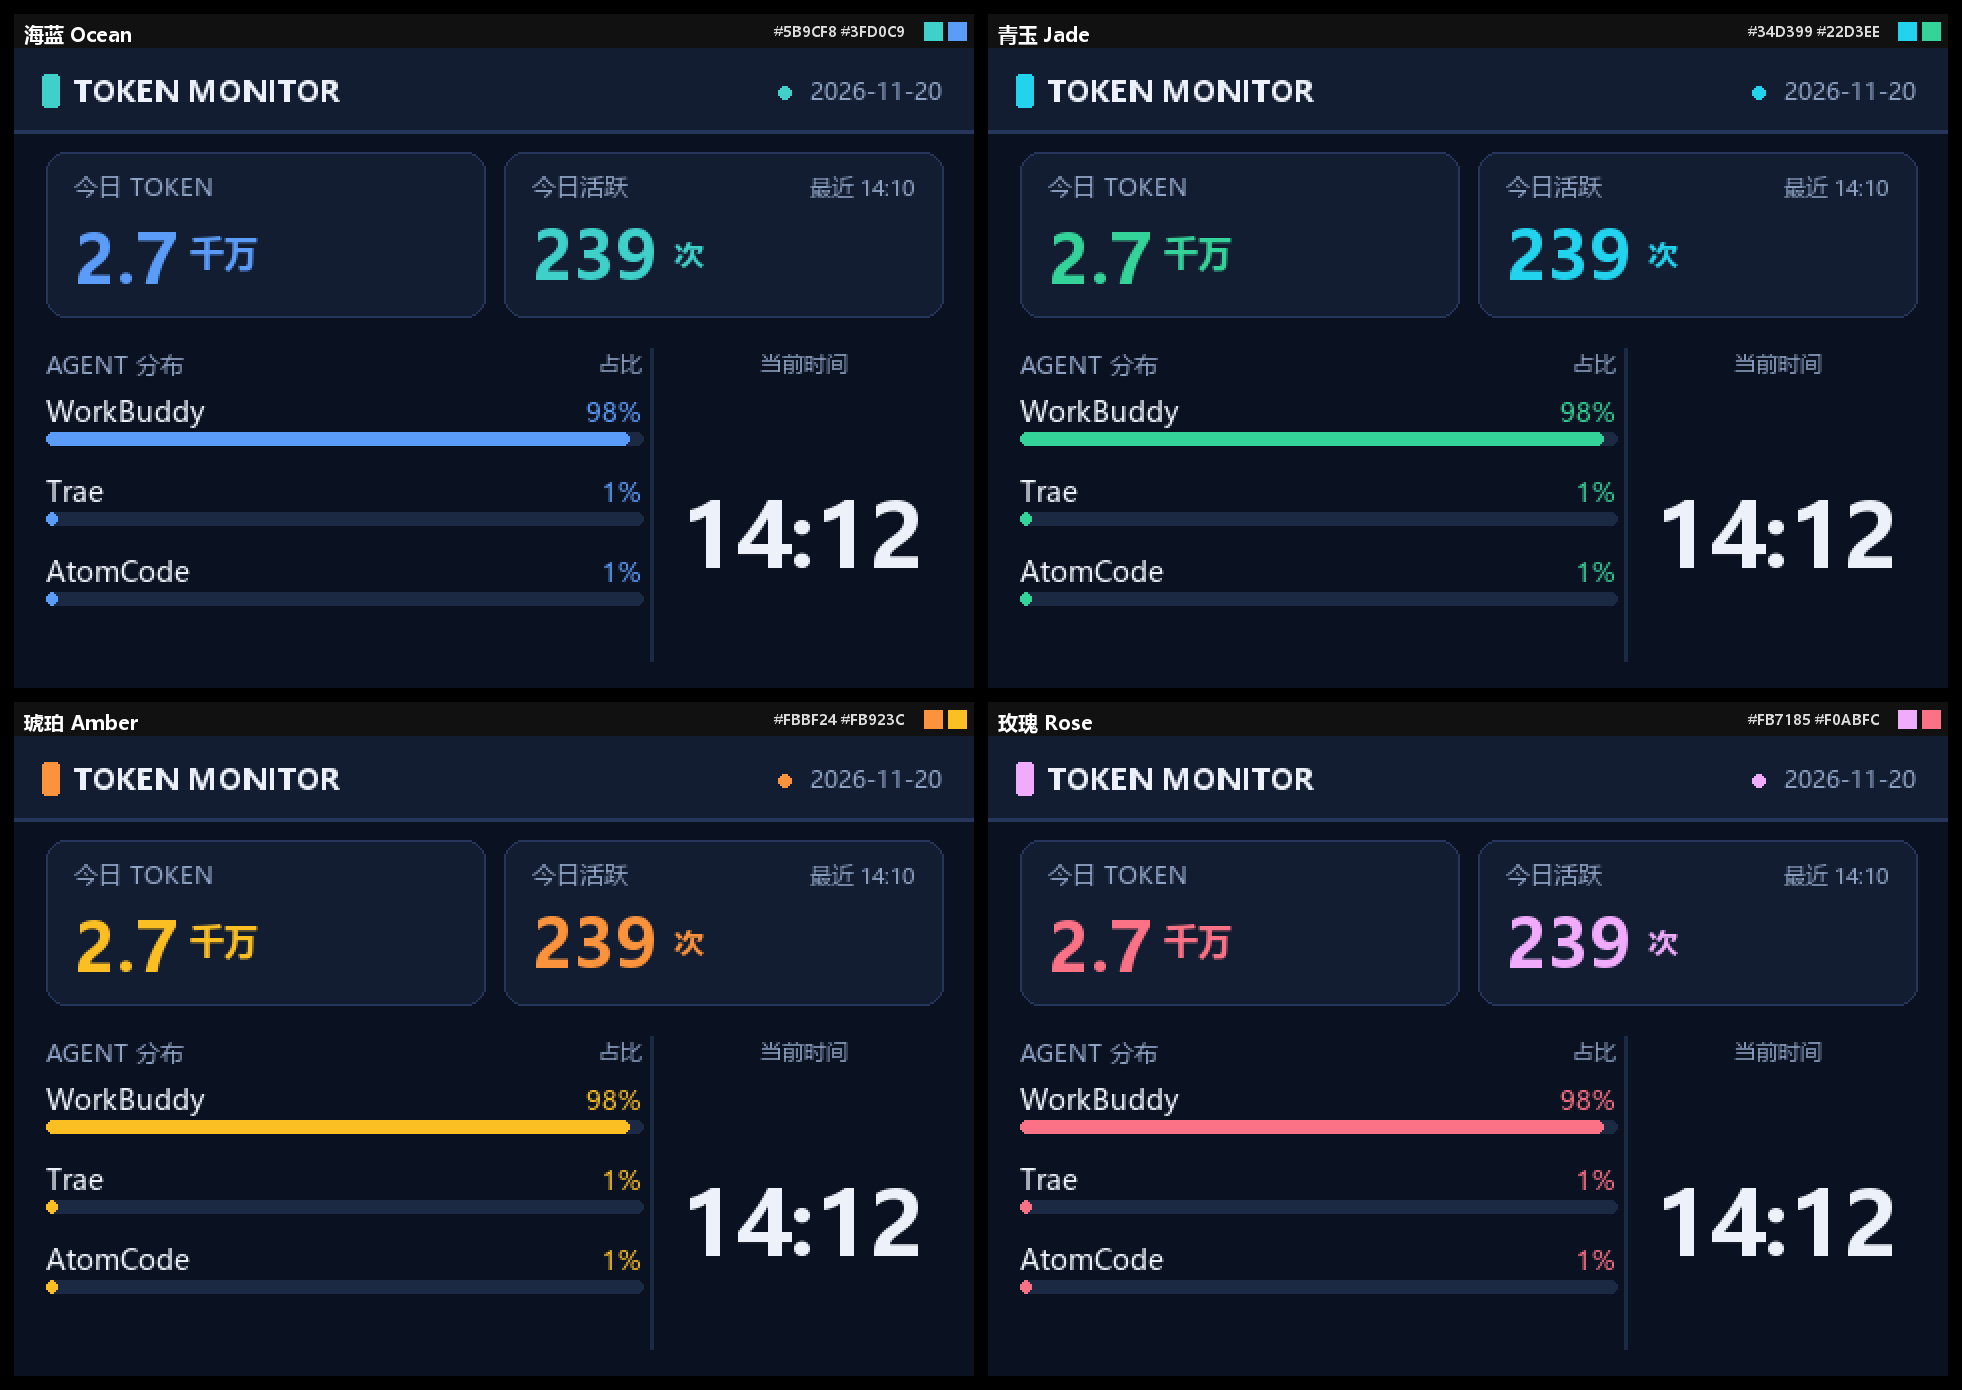 海蓝 Ocean #5B9CF8 #3FD0C9
TOKEN MONITOR 2026-11-20
今日 TOKEN
2.7 千万
今日活跃 最近 14:10
239 次
AGENT 分布 占比
WorkBuddy 98%
Trae 1%
AtomCode 1%
当前时间
14:12
青玉 Jade #34D399 #22D3EE
TOKEN MONITOR 2026-11-20
今日 TOKEN
2.7 千万
今日活跃 最近 14:10
239 次
AGENT 分布 占比
WorkBuddy 98%
Trae 1%
AtomCode 1%
当前时间
14:12
琥珀 Amber #FBBF24 #FB923C
TOKEN MONITOR 2026-11-20
今日 TOKEN
2.7 千万
今日活跃 最近 14:10
239 次
AGENT 分布 占比
WorkBuddy 98%
Trae 1%
AtomCode 1%
当前时间
14:12
玫瑰 Rose #FB7185 #F0ABFC
TOKEN MONITOR 2026-11-20
今日 TOKEN
2.7 千万
今日活跃 最近 14:10
239 次
AGENT 分布 占比
WorkBuddy 98%
Trae 1%
AtomCode 1%
当前时间
14:12